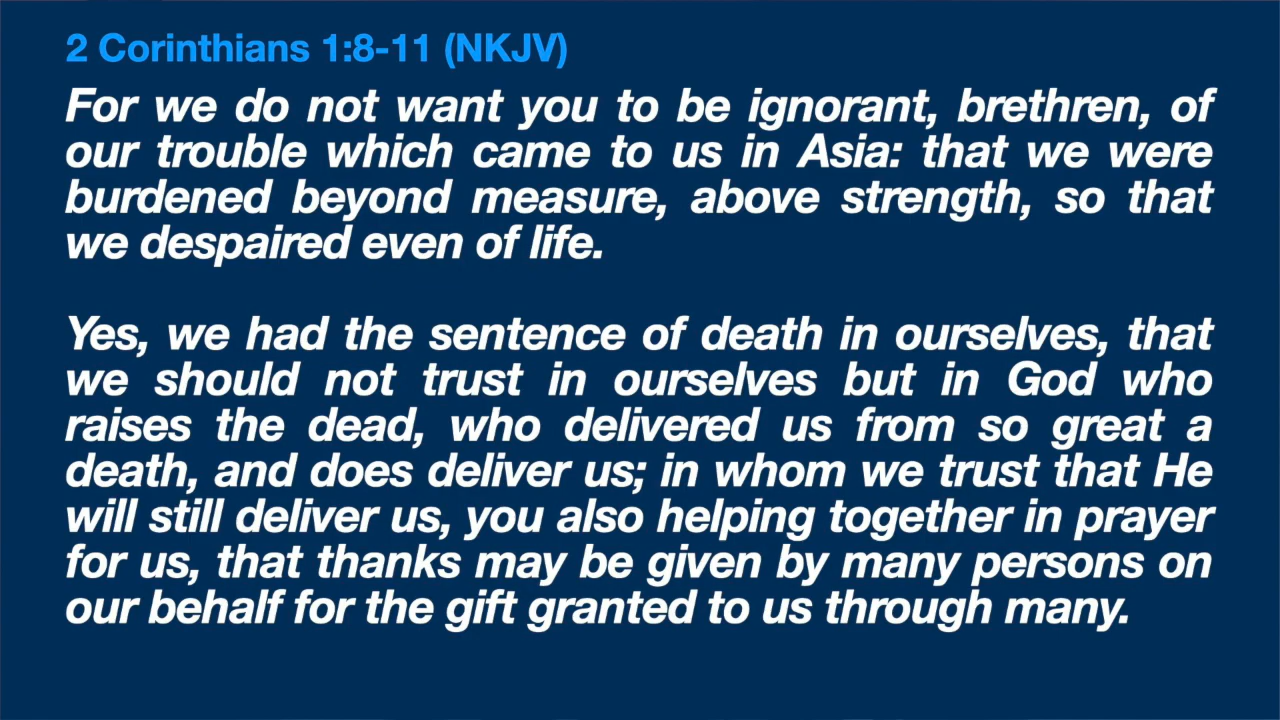 2 Corinthians 1:8-11 (NKJV)
For we do not want you to be ignorant, brethren, of
our trouble which came to us in Asia: that we were
burdened beyond measure, above strength, so that
we despaired even of life.
Yes, we had the sentence of death in ourselves, that
we should not trust in ourselves but in God who
raises the dead, who delivered us from so great a
death, and does deliver us; in whom we trust that He
will still deliver us, you also helping together in prayer
for us, that thanks may be given by many persons on
our behalf for the gift granted to us through many.